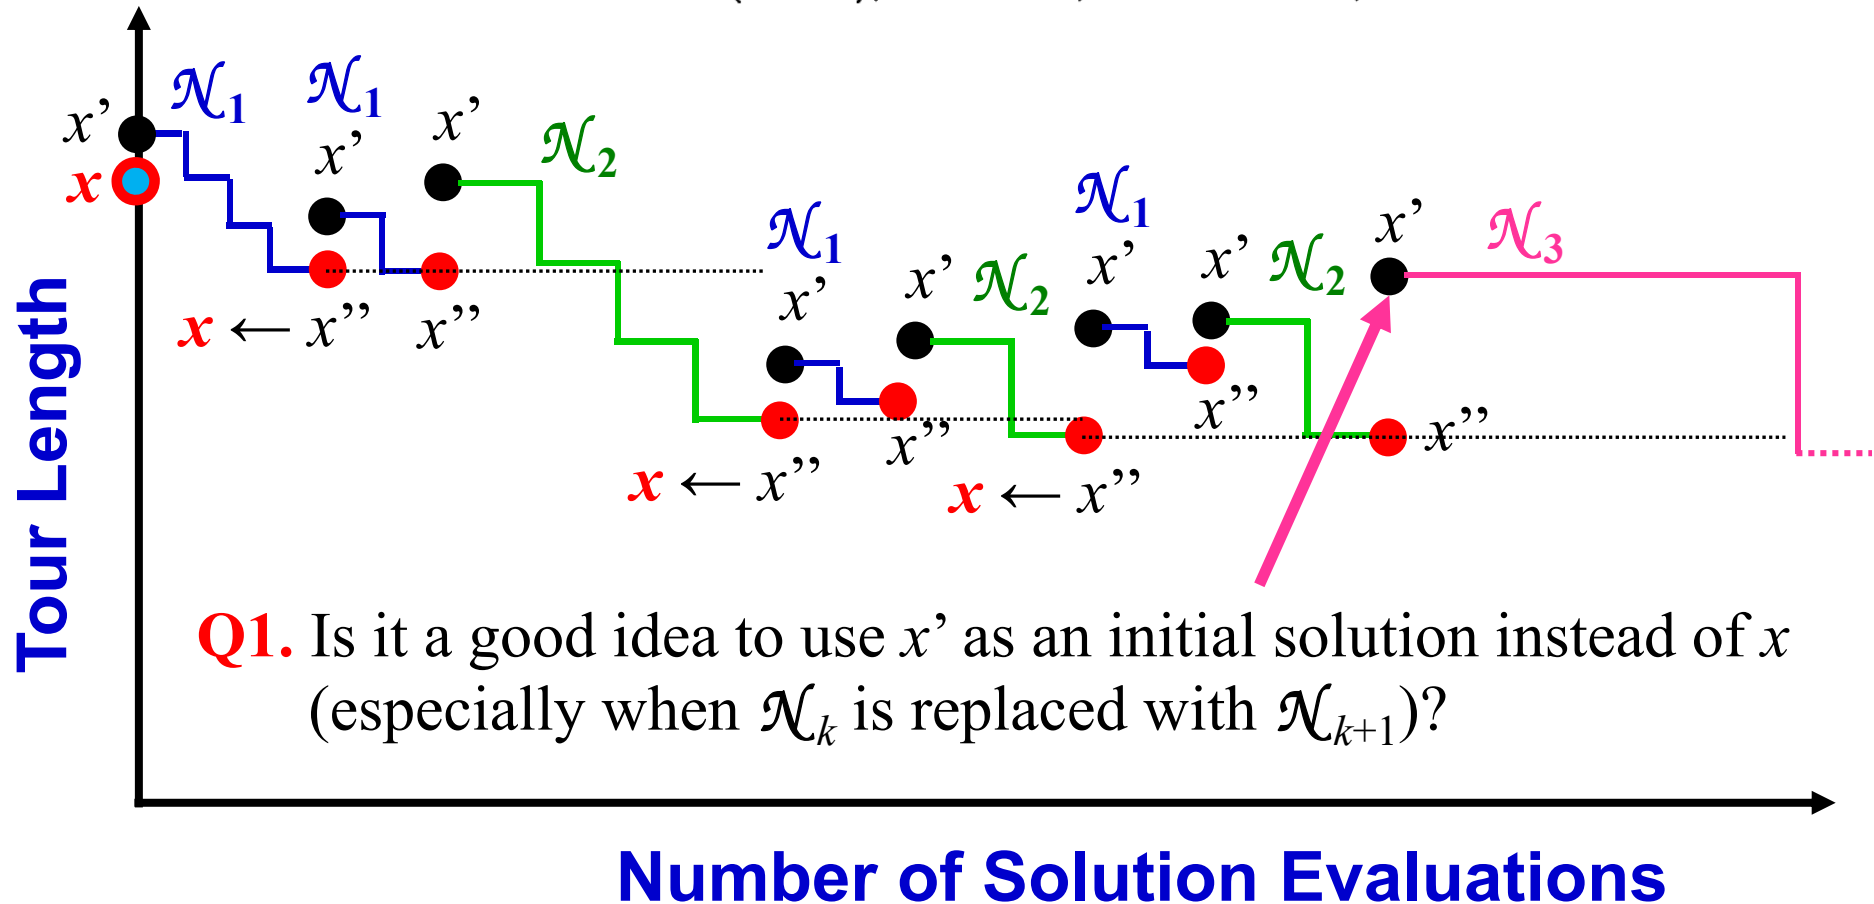 𝒩1
𝒩1
x’
x’
x’
𝒩2
x
x ← x’’
x’’
𝒩1
x’
x’
𝒩2
𝒩1
x’
x’
𝒩2
x’
𝒩3
x ← x’’
x’’
x ← x’’
x’’
x’’
Tour Length
Q1. Is it a good idea to use x’ as an initial solution instead of x
(especially when 𝒩k is replaced with 𝒩k+1)?
Number of Solution Evaluations